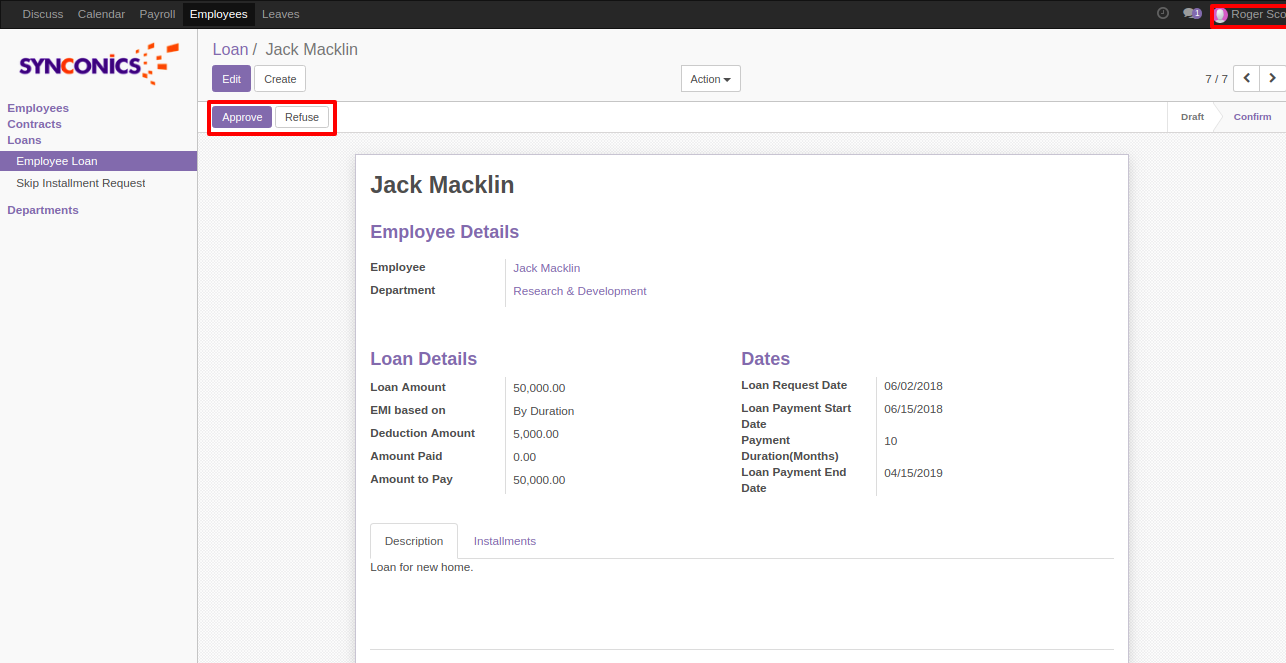 Discuss Calendar Payroll Employees Leaves 1 Roger Sco
SYNCONICS
Loan / Jack Macklin
Edit Create Action 7 / 7
Approve Refuse Draft Confirm
Employees
Contracts
Loans
Employee Loan
Skip Installment Request
Departments
Jack Macklin
Employee Details
Employee Jack Macklin
Department Research & Development
Loan Details
Loan Amount 50,000.00
EMI based on By Duration
Deduction Amount 5,000.00
Amount Paid 0.00
Amount to Pay 50,000.00
Dates
Loan Request Date 06/02/2018
Loan Payment Start 06/15/2018
Date
Payment 10
Duration(Months)
Loan Payment End 04/15/2019
Date
Description Installments
Loan for new home.